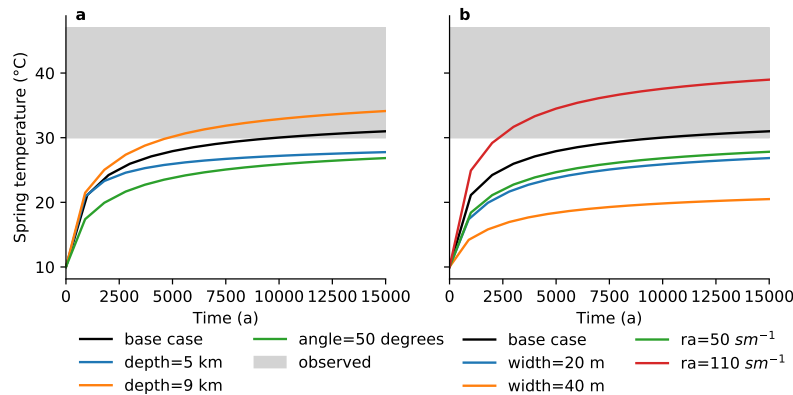 a
b
Spring temperature (°C)
40
30
20
10
0
2500
5000
7500
10000
12500
15000
0
2500
5000
7500
10000
12500
15000
Time (a)
Time (a)
base case
depth=5 km
depth=9 km
angle=50 degrees
observed
base case
width=20 m
width=40 m
ra=50 sm⁻¹
ra=110 sm⁻¹